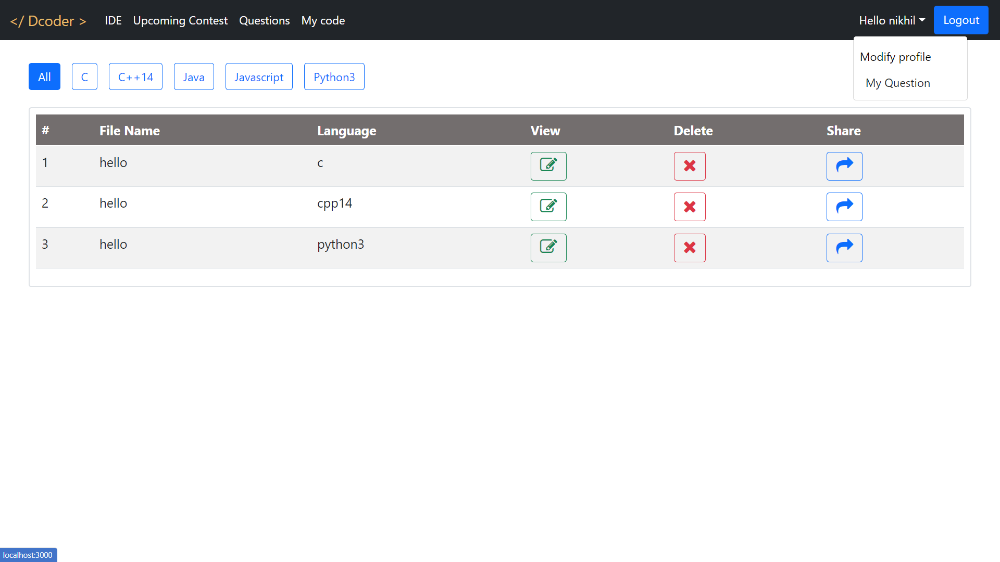 </ Dcoder > IDE Upcoming Contest Questions My code Hello nikhil Logout
Modify profile
My Question
All C C++14 Java Javascript Python3
# File Name Language View Delete Share
1 hello c
2 hello cpp14
3 hello python3
localhost:3000